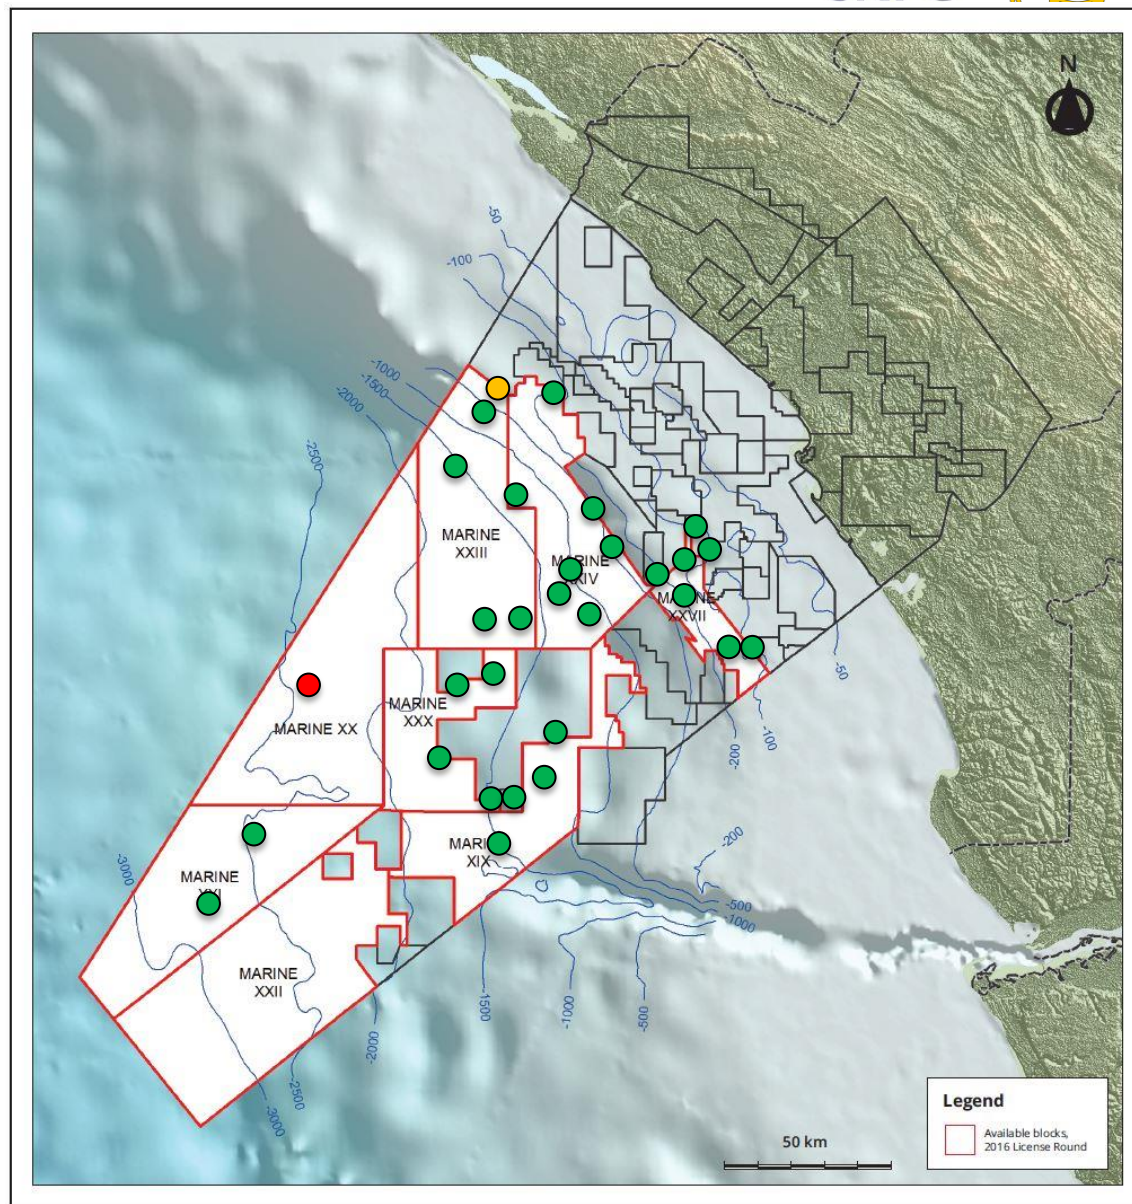 N
-50
-100
-1000
-1500
-2000
-2500
MARINE
XXIII
MARINE
XXIV
MARINE
XXVII
-50
MARINE
XXX
MARINE XX
-100
-200
-200
MARINE
XIX
-3000
MARINE
XXI
-500
-1000
MARINE
XXII
-1500
-1000
-500
-2000
-2500
-3000
Legend
Available blocks,
2016 License Round
50 km